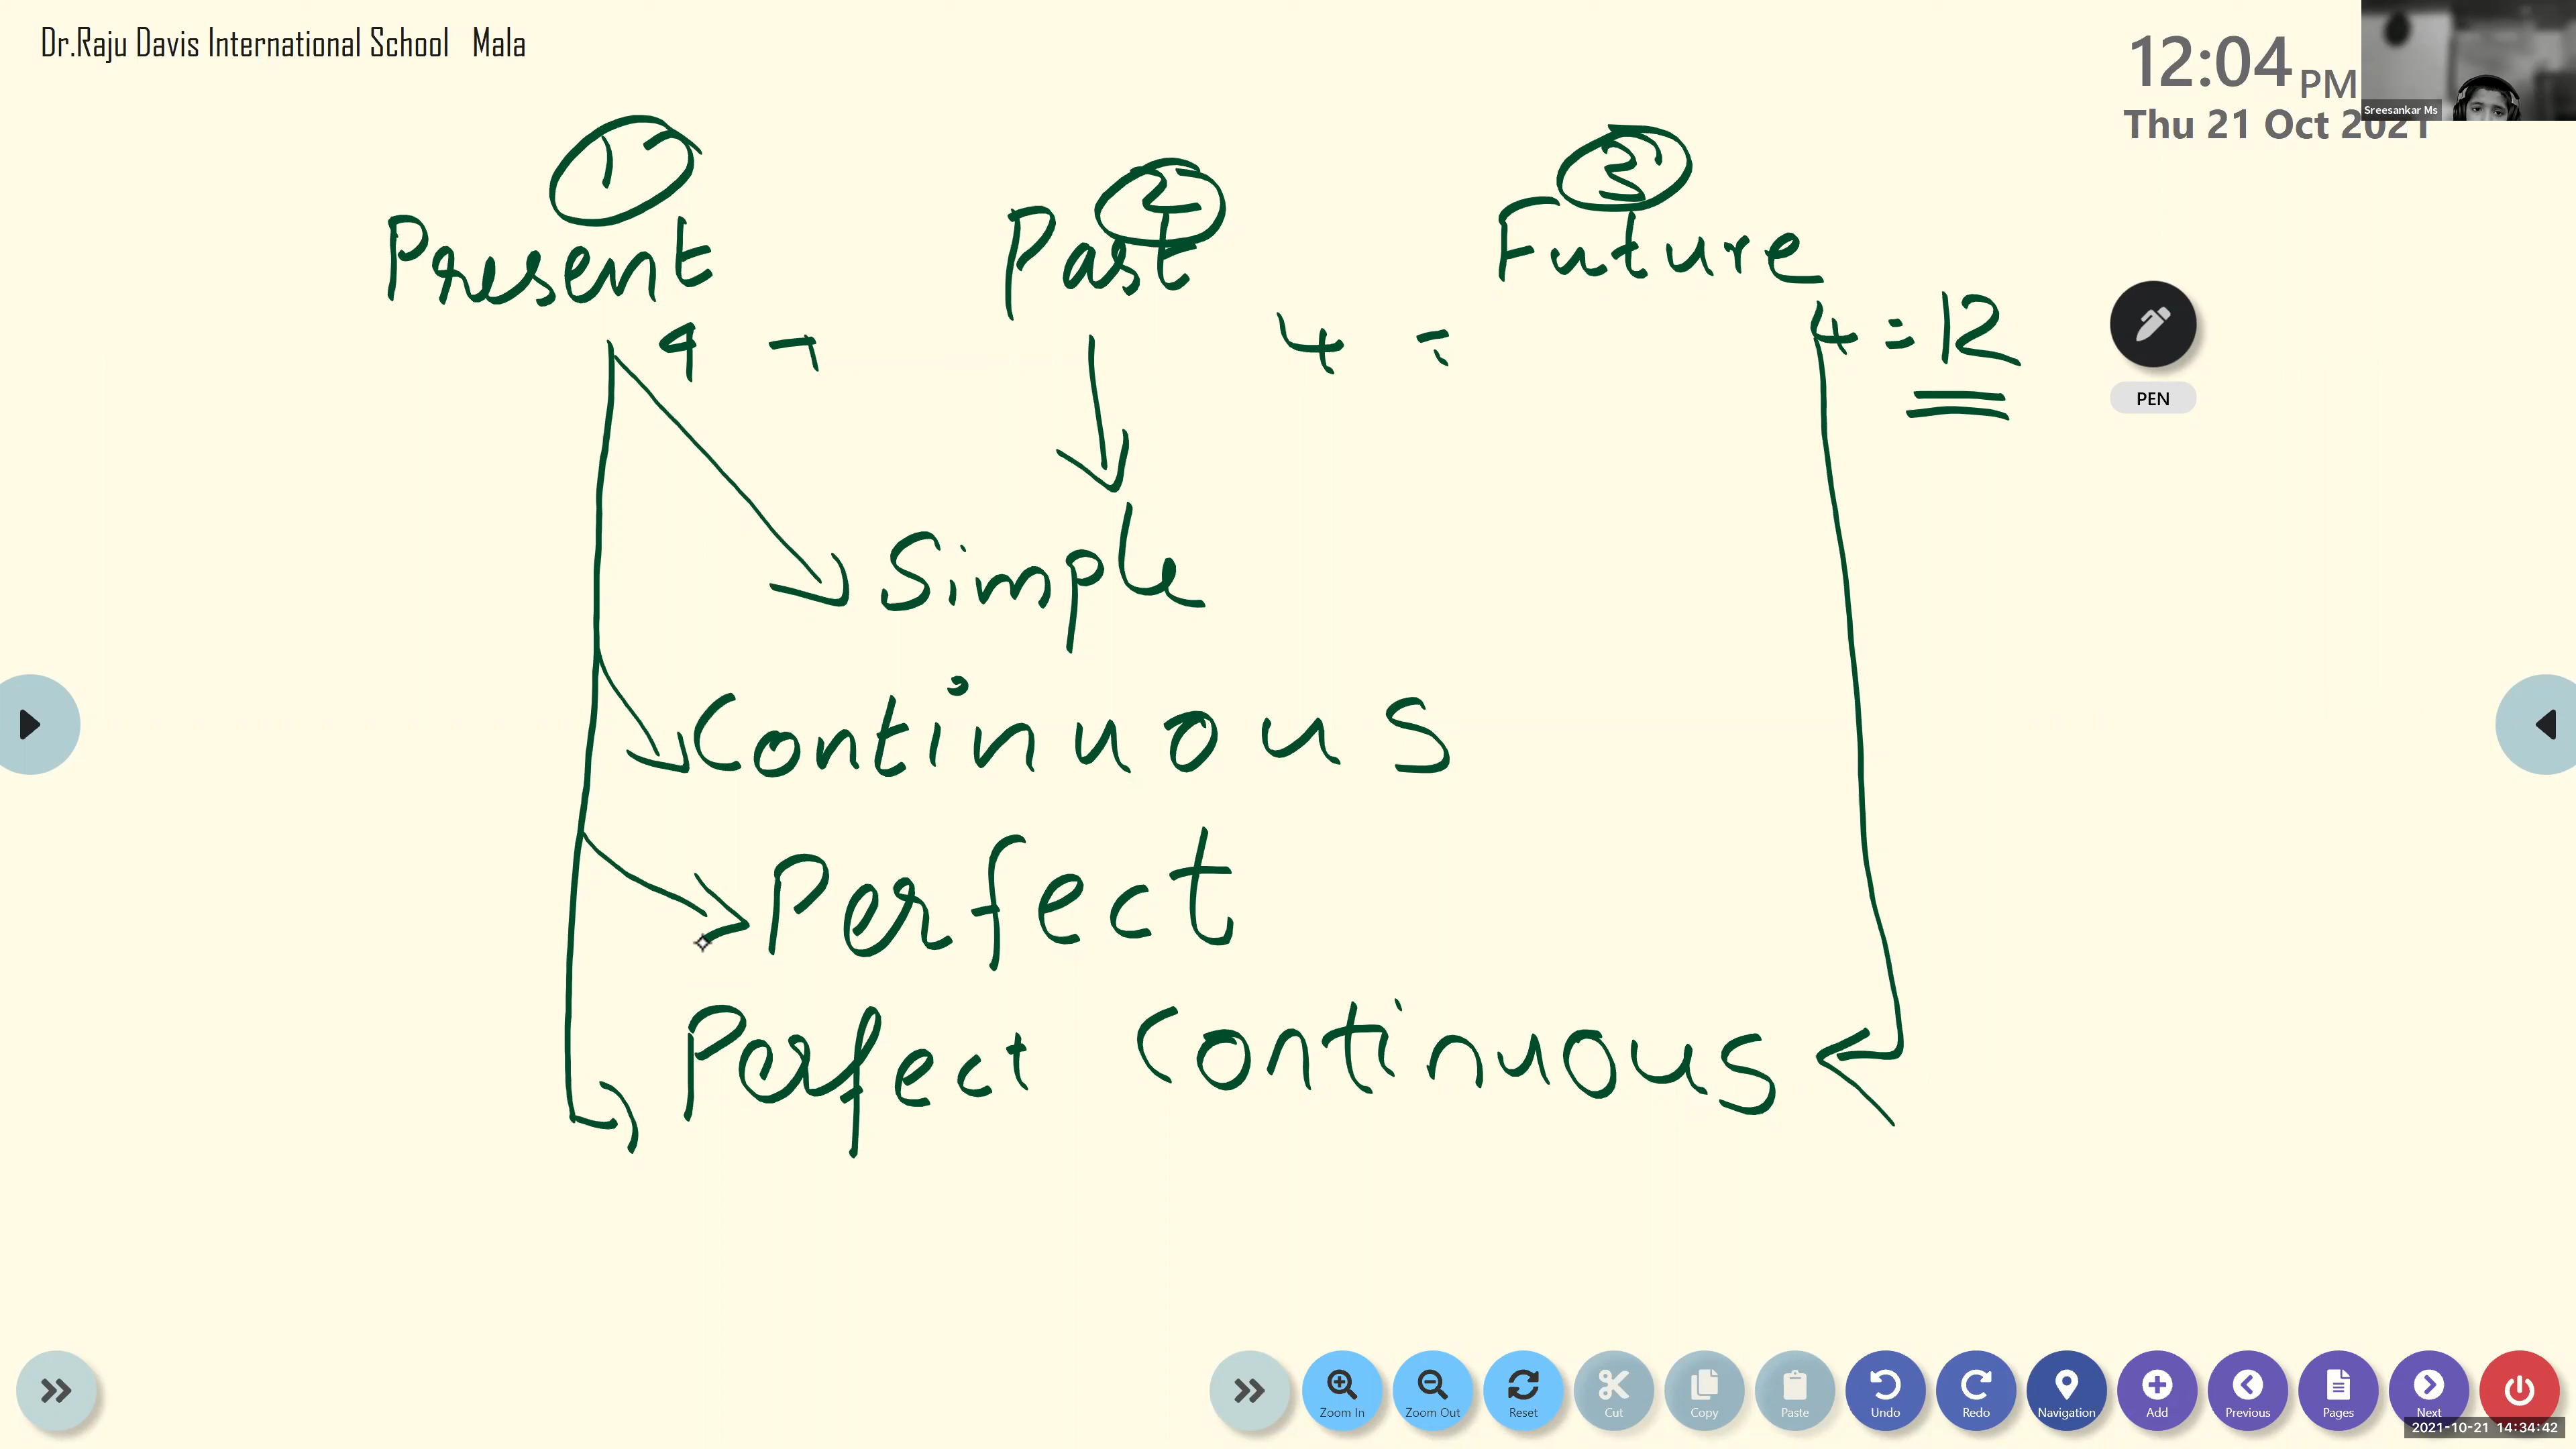 Dr.Raju Davis International School Mala
12:04 PM
Thu 21 Oct 2021
Sreesankar Ms
1 2 3
Present Past Future
4 4 = 4 = 12
PEN
Simple
Continuous
Perfect
Perfect Continuous
Zoom In Zoom Out Reset Cut Copy Paste Undo Redo Navigation Add Previous Pages Next
2021-10-21 14:34:42